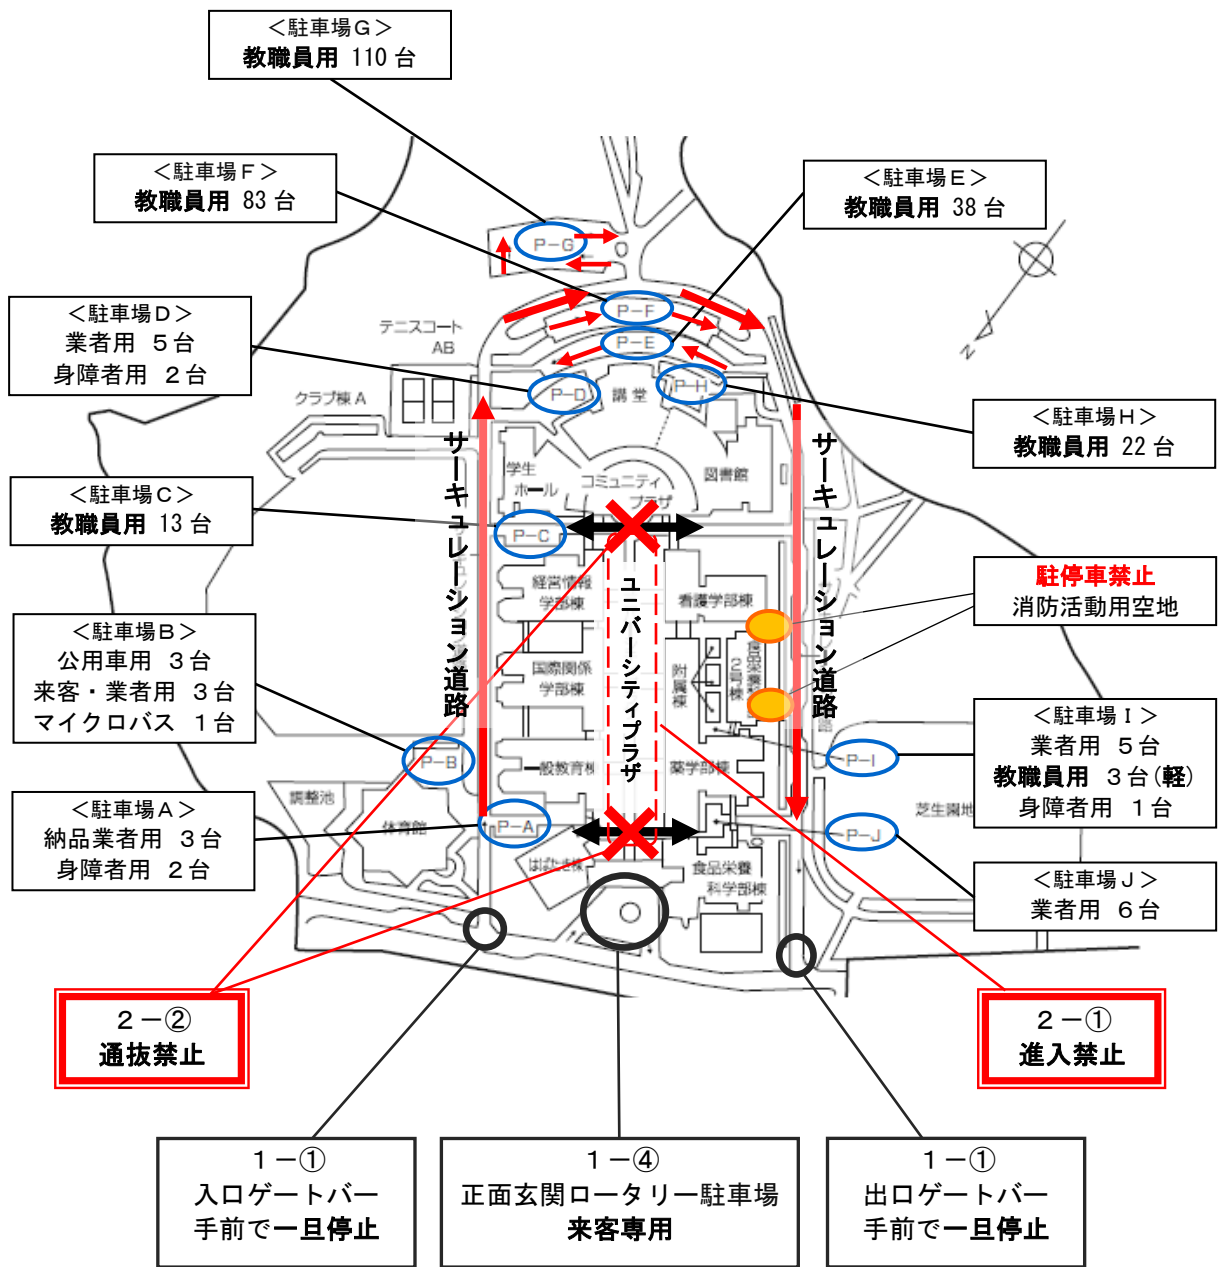 ＜駐車場Ｇ＞
教職員用 110 台
＜駐車場Ｆ＞
教職員用 83 台
＜駐車場Ｅ＞
教職員用 38 台
P-G
＜駐車場Ｄ＞
業者用 ５台
身障者用 ２台
テニスコート
AB
P-F
P-E
クラブ棟 A
P-D
講 堂
P-H
N
＜駐車場Ｈ＞
教職員用 22 台
＜駐車場Ｃ＞
教職員用 13 台
サーキュレーション道路
学生
ホール
コミュニティ
プラザ
図書館
サーキュレーション道路
P-C
経営情報
学部棟
ユニバーシティプラザ
看護学部棟
駐停車禁止
消防活動用空地
＜駐車場Ｂ＞
公用車用 ３台
来客・業者用 ３台
マイクロバス １台
国際関係
学部棟
附属棟
2号棟
＜駐車場Ｉ＞
業者用 ５台
教職員用 ３台(軽)
身障者用 １台
P-B
一般教育棟
薬学部棟
P-I
＜駐車場Ａ＞
納品業者用 ３台
身障者用 ２台
調整池
体育館
P-A
はばたき棟
食品栄養
科学部棟
P-J
芝生園地
＜駐車場Ｊ＞
業者用 ６台
２－②
通抜禁止
２－①
進入禁止
１－①
入口ゲートバー
手前で一旦停止
１－④
正面玄関ロータリー駐車場
来客専用
１－①
出口ゲートバー
手前で一旦停止